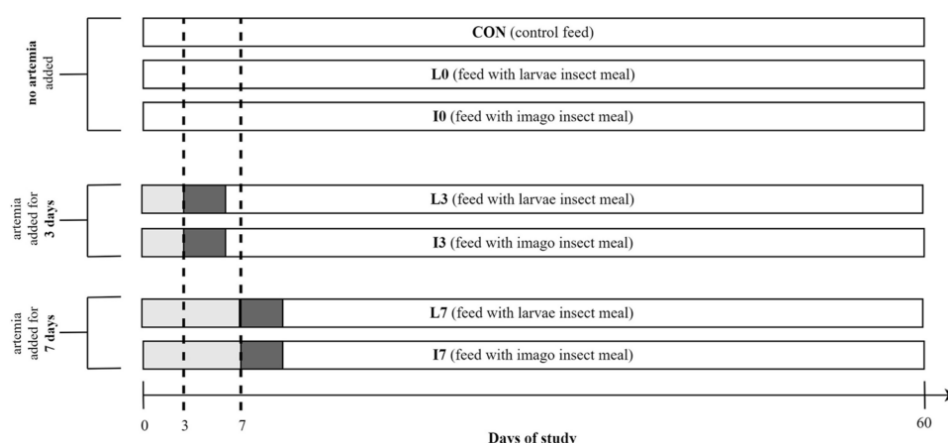 no artemia
added
CON (control feed)
L0 (feed with larvae insect meal)
I0 (feed with imago insect meal)
artemia
added for
3 days
L3 (feed with larvae insect meal)
I3 (feed with imago insect meal)
artemia
added for
7 days
L7 (feed with larvae insect meal)
I7 (feed with imago insect meal)
0 3 7 60
Days of study